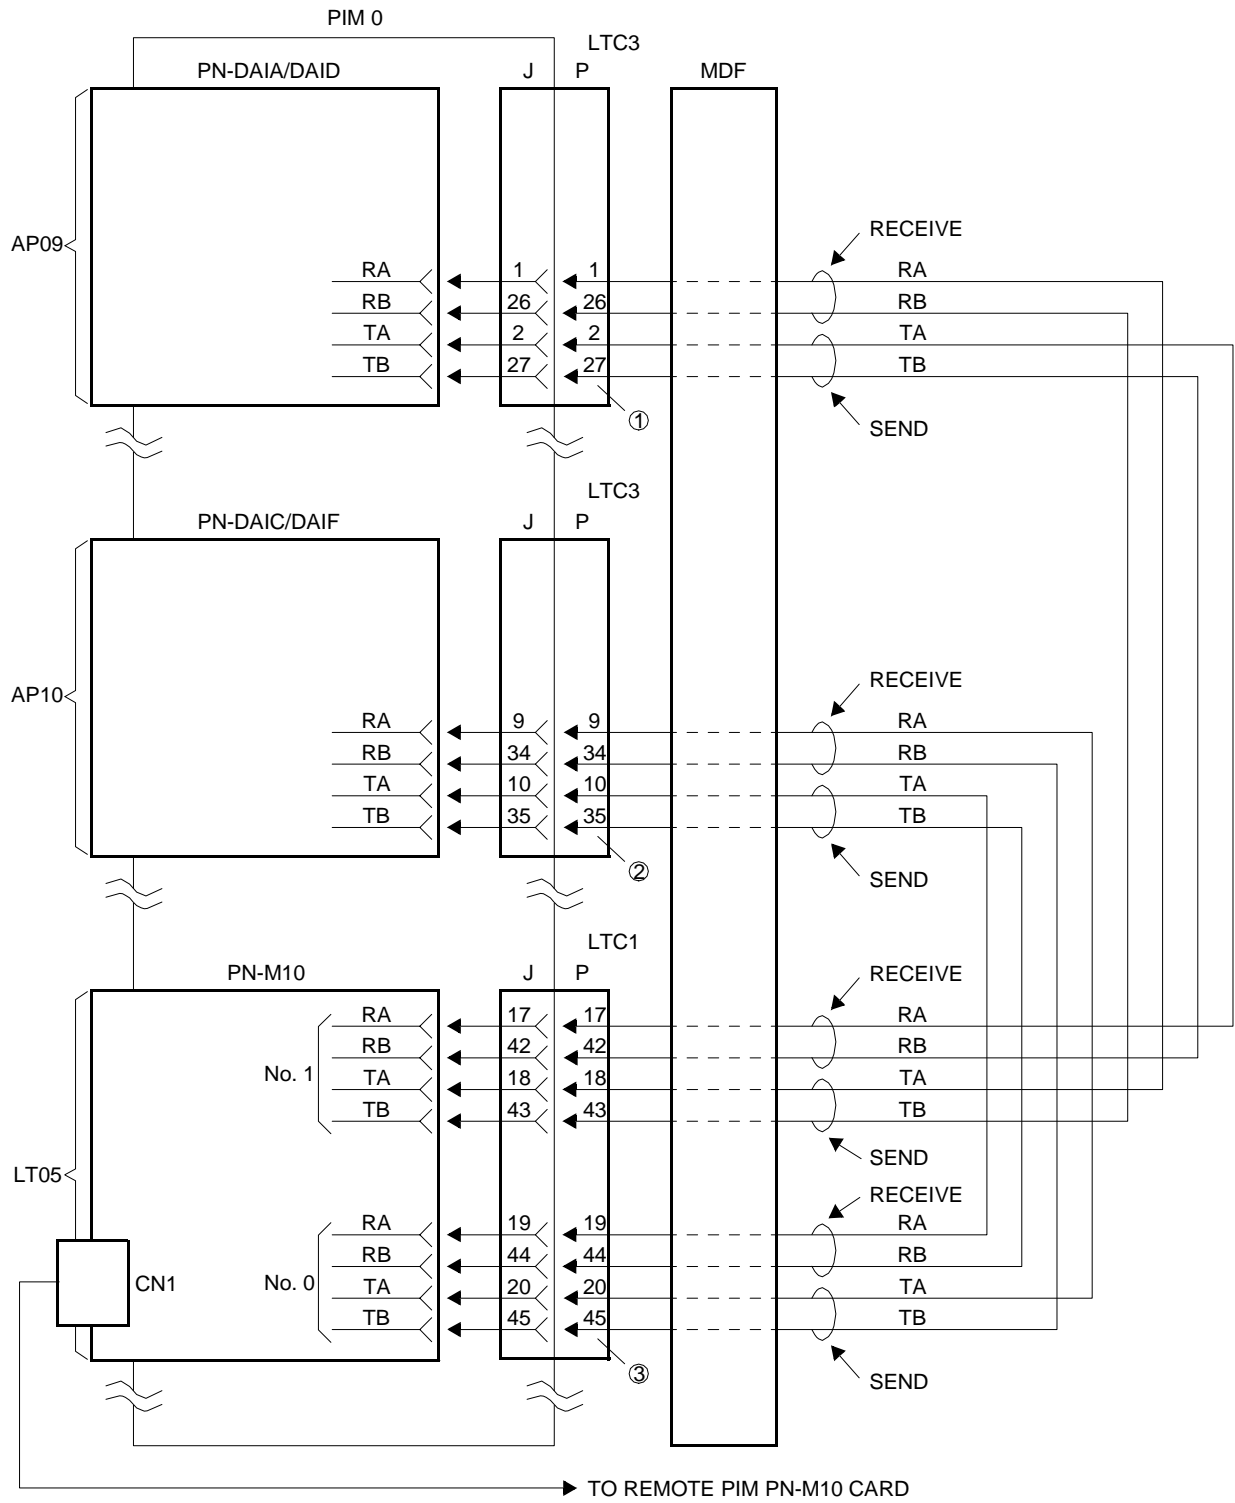 PIM 0
LTC3
PN-DAIA/DAID J P MDF
RECEIVE
AP09
RA 1 1 RA
RB 26 26 RB
TA 2 2 TA
TB 27 27 TB
①
SEND
LTC3
PN-DAIC/DAIF J P
RECEIVE
AP10
RA 9 9 RA
RB 34 34 RB
TA 10 10 TA
TB 35 35 TB
②
SEND
LTC1
PN-M10 J P
RECEIVE
RA 17 17 RA
RB 42 42 RB
No. 1
TA 18 18 TA
TB 43 43 TB
SEND
LT05
RECEIVE
RA 19 19 RA
RB 44 44 RB
CN1 No. 0
TA 20 20 TA
TB 45 45 TB
③
SEND
TO REMOTE PIM PN-M10 CARD